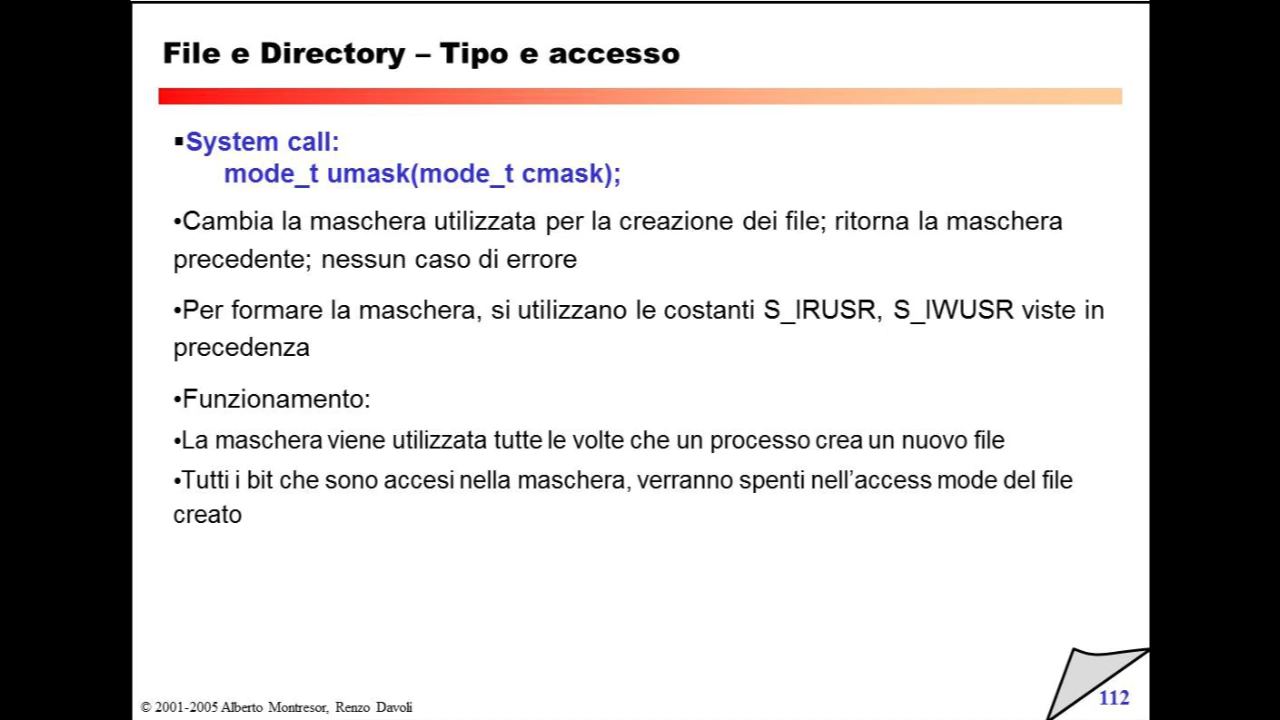 File e Directory – Tipo e accesso
▪System call:
mode_t umask(mode_t cmask);
•Cambia la maschera utilizzata per la creazione dei file; ritorna la maschera
precedente; nessun caso di errore
•Per formare la maschera, si utilizzano le costanti S_IRUSR, S_IWUSR viste in
precedenza
•Funzionamento:
•La maschera viene utilizzata tutte le volte che un processo crea un nuovo file
•Tutti i bit che sono accesi nella maschera, verranno spenti nell’access mode del file
creato
© 2001-2005 Alberto Montresor, Renzo Davoli
112